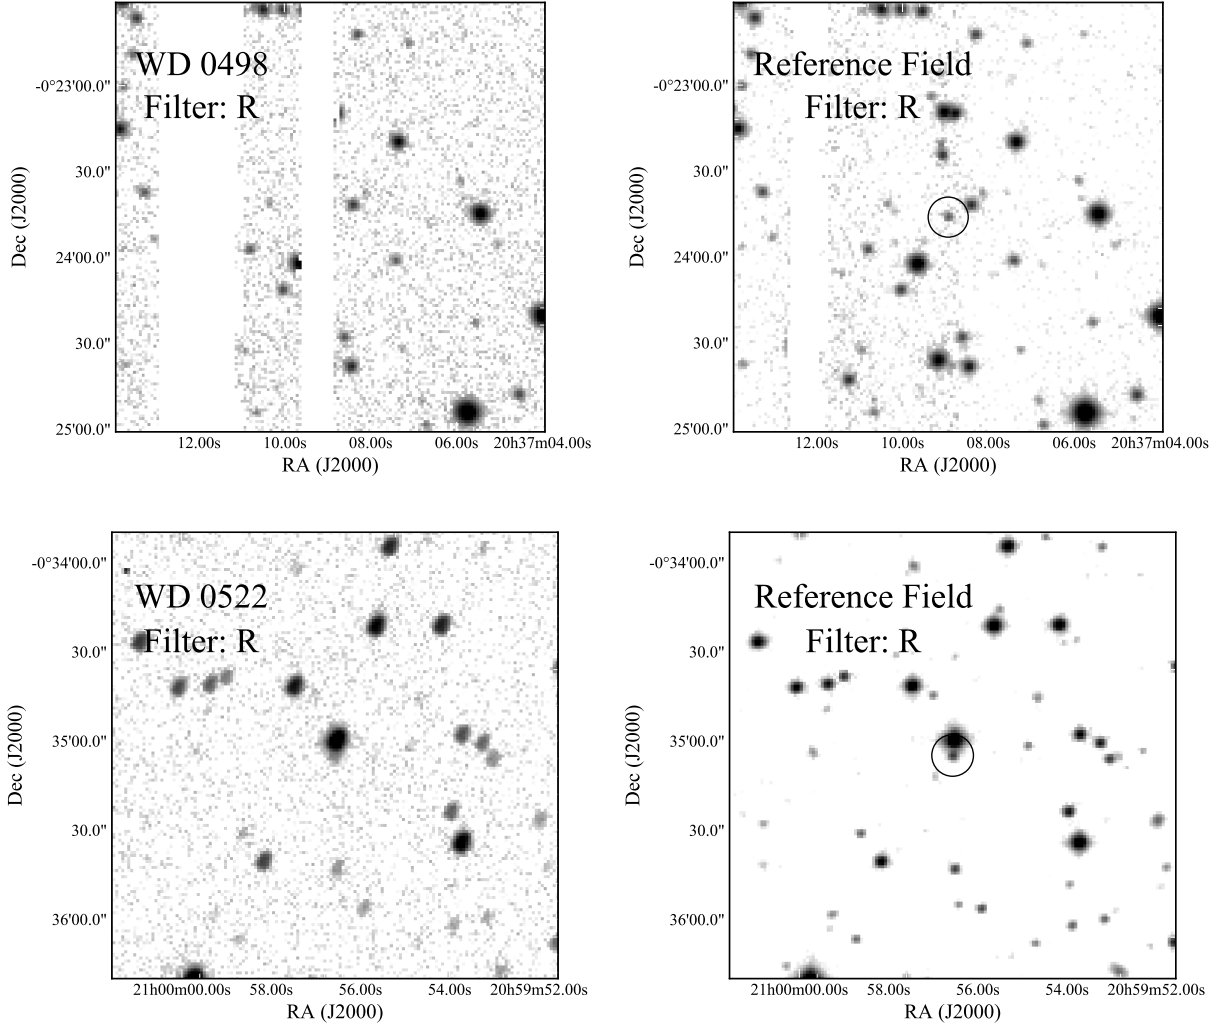 WD 0498
Filter: R
-0°23'00.0"
30.0"
24'00.0"
30.0"
25'00.0"
Dec (J2000)
12.00s
10.00s
08.00s
06.00s
20h37m04.00s
RA (J2000)
Reference Field
Filter: R
-0°23'00.0"
30.0"
24'00.0"
30.0"
25'00.0"
Dec (J2000)
12.00s
10.00s
08.00s
06.00s
20h37m04.00s
RA (J2000)
WD 0522
Filter: R
-0°34'00.0"
30.0"
35'00.0"
30.0"
36'00.0"
Dec (J2000)
21h00m00.00s
58.00s
56.00s
54.00s
20h59m52.00s
RA (J2000)
Reference Field
Filter: R
-0°34'00.0"
30.0"
35'00.0"
30.0"
36'00.0"
Dec (J2000)
21h00m00.00s
58.00s
56.00s
54.00s
20h59m52.00s
RA (J2000)